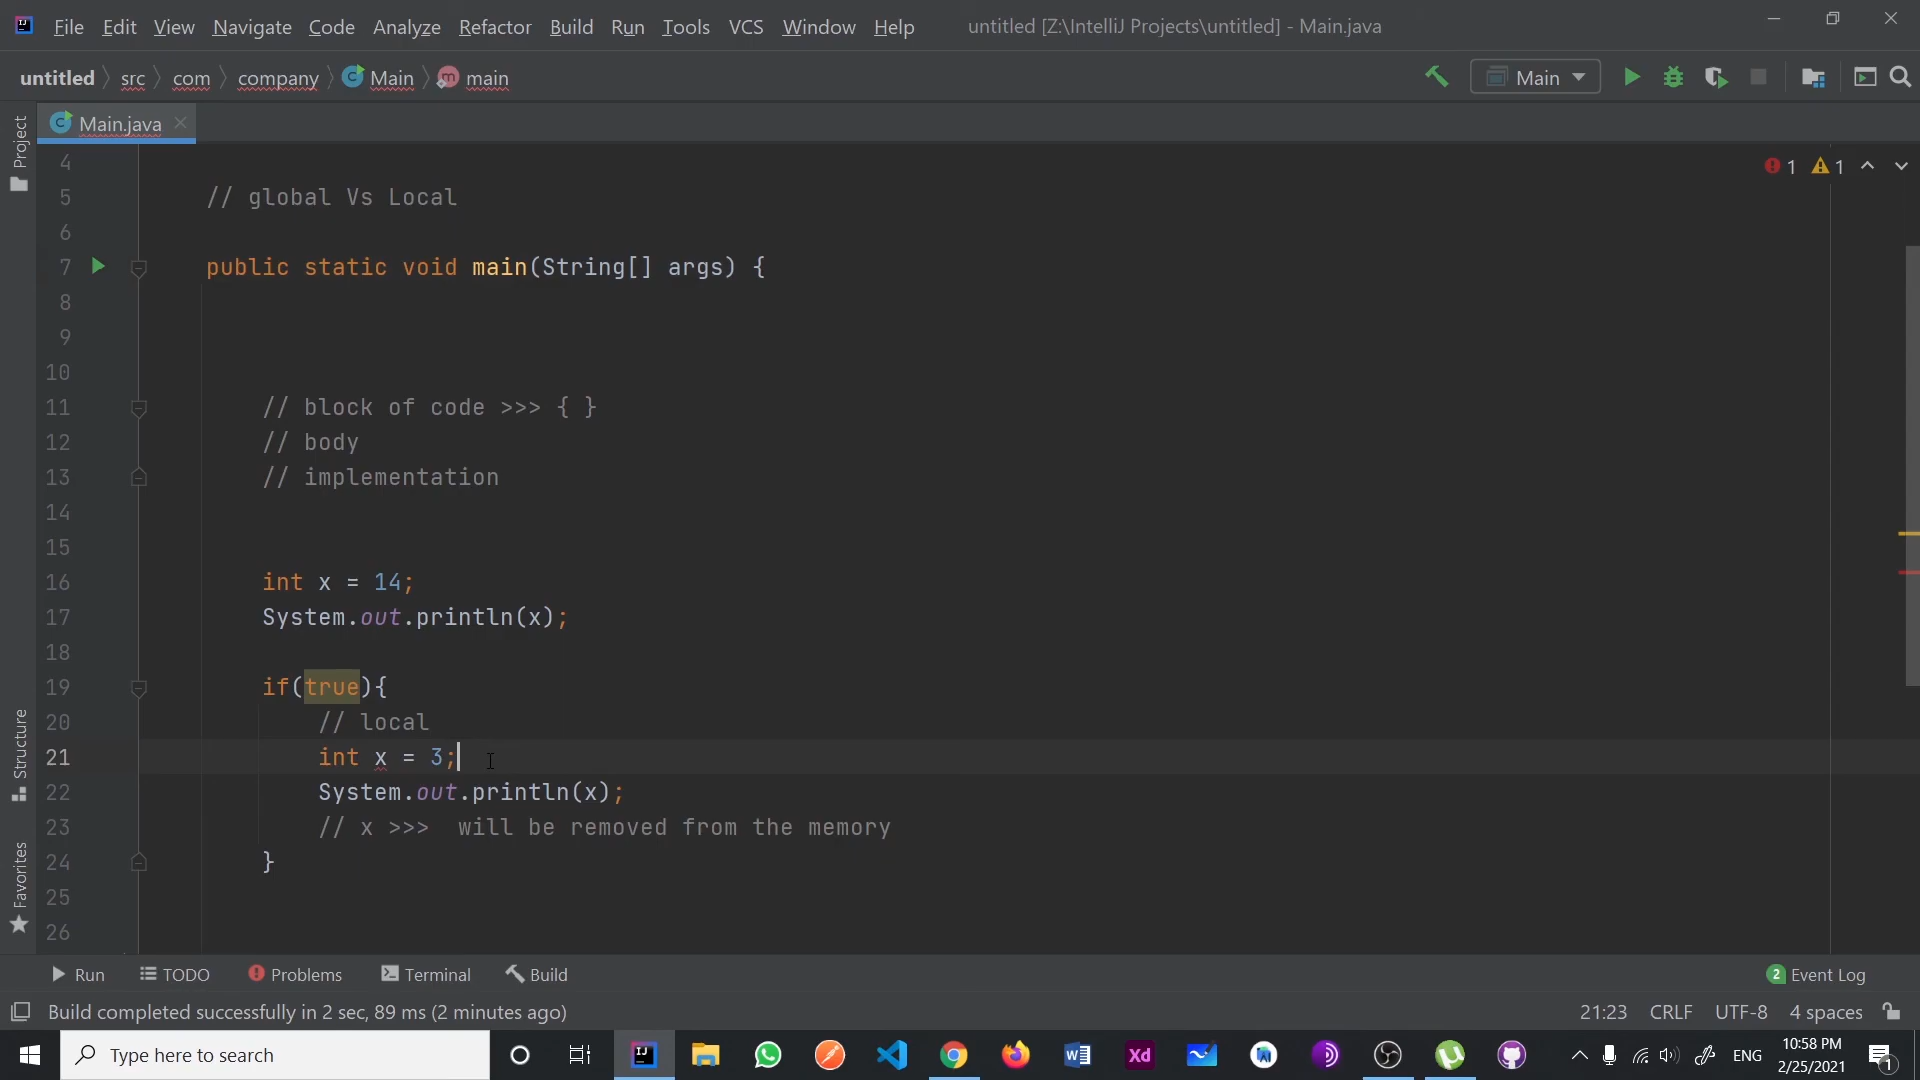 File Edit View Navigate Code Analyze Refactor Build Run Tools VCS Window Help untitled [Z:\IntelliJ Projects\untitled] - Main.java
untitled src com company Main main Main
Main.java
Project
4
5 // global Vs Local
6
7 public static void main(String[] args) {
8
9
10
11 // block of code >>> { }
12 // body
13 // implementation
14
15
16 int x = 14;
17 System.out.println(x);
18
19 if(true){
20 // local
21 int x = 3;
22 System.out.println(x);
23 // x >>>  will be removed from the memory
24 }
25
26
1 1
Structure
Favorites
Run TODO Problems Terminal Build 2 Event Log
Build completed successfully in 2 sec, 89 ms (2 minutes ago) 21:23 CRLF UTF-8 4 spaces
Type here to search ENG 10:58 PM
2/25/2021 1